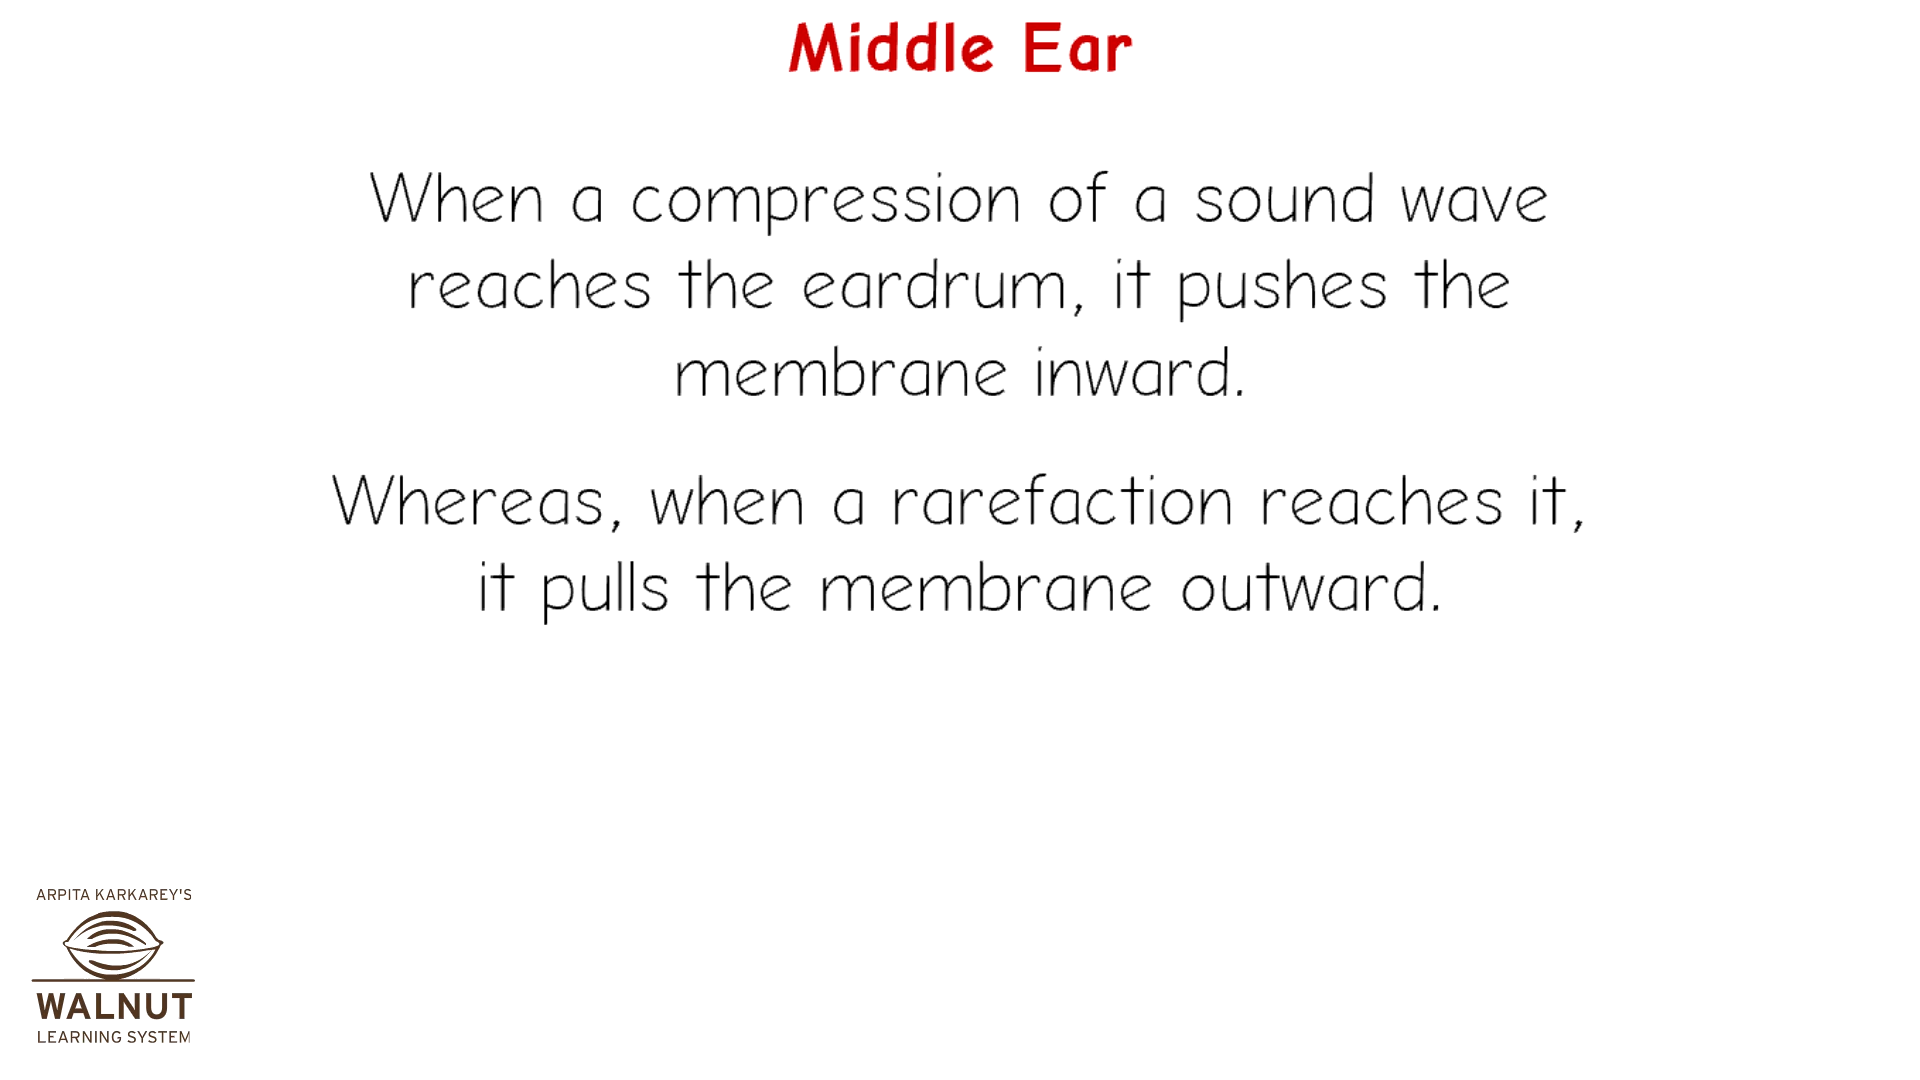 Middle Ear
When a compression of a sound wave
reaches the eardrum, it pushes the
membrane inward.
Whereas, when a rarefaction reaches it,
it pulls the membrane outward.
ARPITA KARKAREY'S
WALNUT
LEARNING SYSTEM